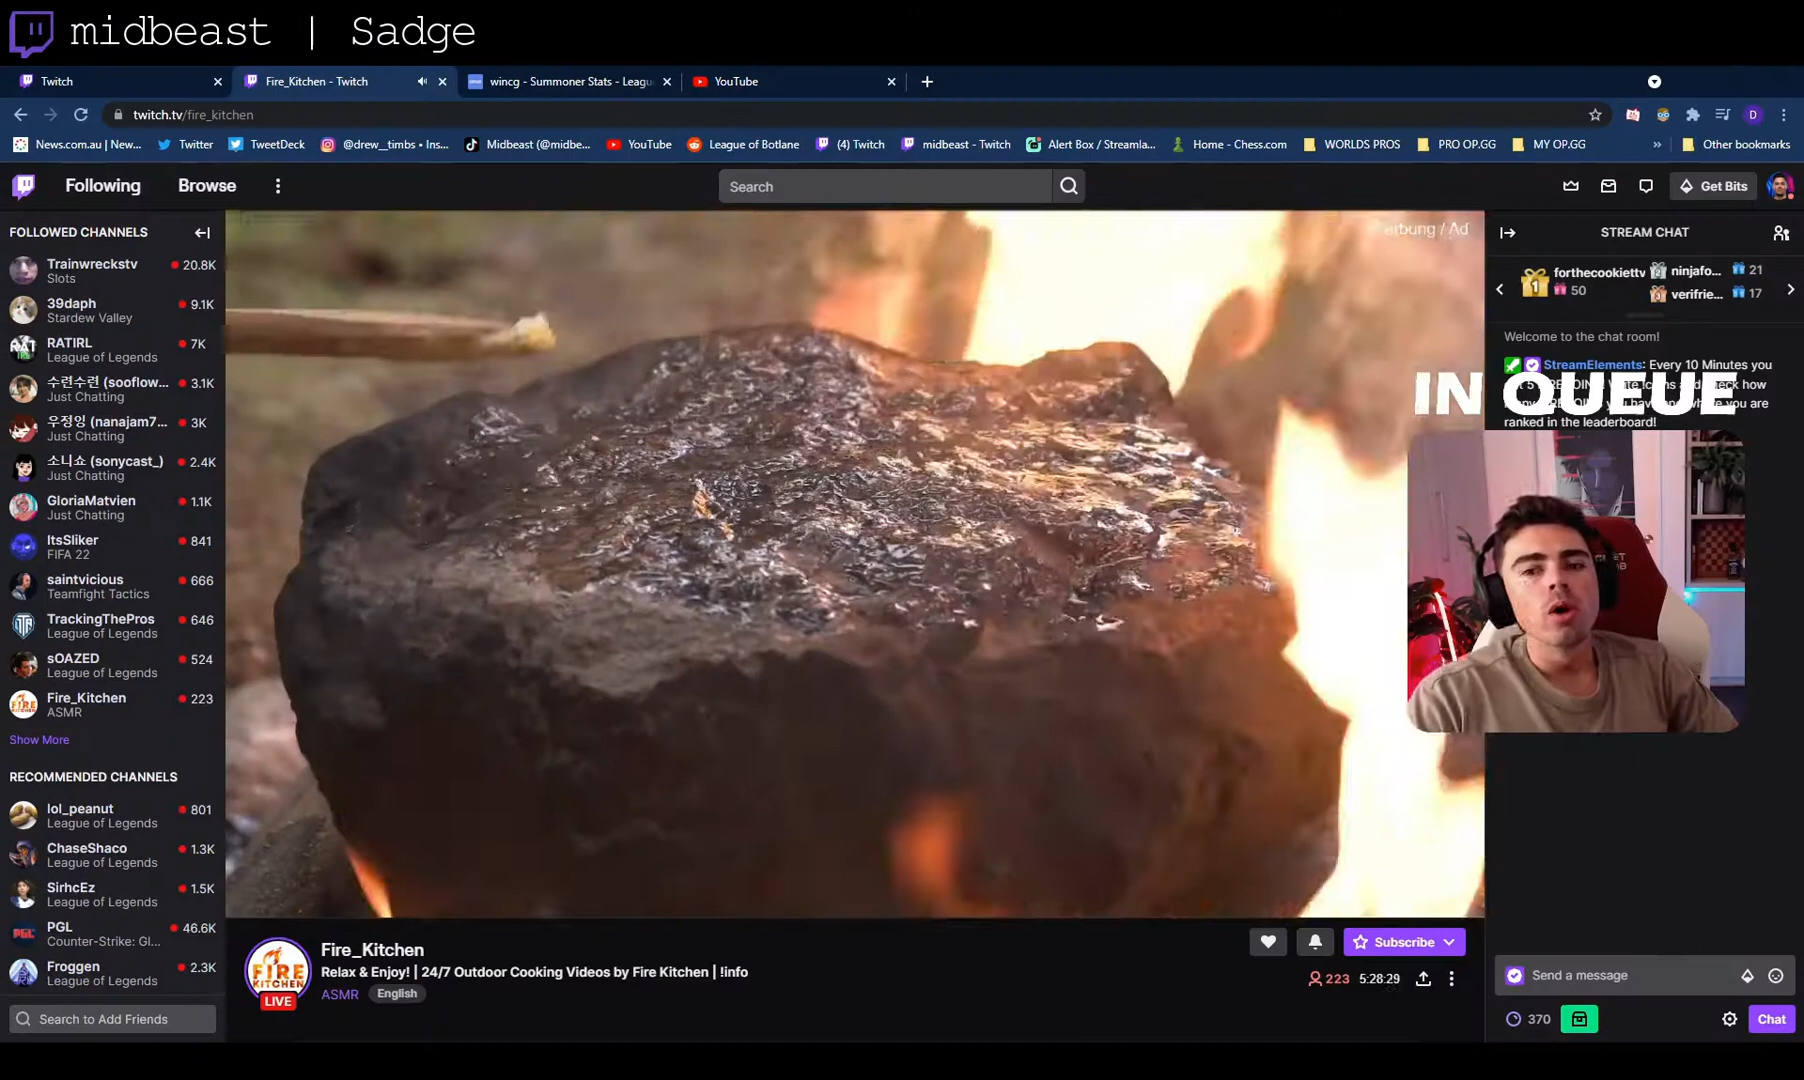 midbeast | Sadge
Twitch
Fire_Kitchen - Twitch
wincg - Summoner Stats - Leagu
YouTube
twitch.tv/fire_kitchen
News.com.au | New...
Twitter
TweetDeck
@drew__timbs • Ins...
Midbeast (@midbe...
YouTube
League of Botlane
(4) Twitch
midbeast - Twitch
Alert Box / Streamla...
Home - Chess.com
WORLDS PROS
PRO OP.GG
MY OP.GG
»
Other bookmarks
Following
Browse
Search
Get Bits
FOLLOWED CHANNELS
Trainwreckstv
20.8K
Slots
39daph
9.1K
Stardew Valley
RATIRL
7K
League of Legends
수련수련 (sooflow...
3.1K
Just Chatting
우정잉 (nanajam7...
3K
Just Chatting
소니쇼 (sonycast_)
2.4K
Just Chatting
GloriaMatvien
1.1K
Just Chatting
ItsSliker
841
FIFA 22
saintvicious
666
Teamfight Tactics
TrackingThePros
646
League of Legends
sOAZED
524
League of Legends
Fire_Kitchen
223
ASMR
Show More
RECOMMENDED CHANNELS
lol_peanut
801
League of Legends
ChaseShaco
1.3K
League of Legends
SirhcEz
1.5K
League of Legends
PGL
46.6K
Counter-Strike: Gl...
Froggen
2.3K
League of Legends
Search to Add Friends
/ Ad
FIRE
KITCHEN
LIVE
Fire_Kitchen
Relax & Enjoy! | 24/7 Outdoor Cooking Videos by Fire Kitchen | !info
ASMR
English
Subscribe
223
5:28:29
STREAM CHAT
1
forthecookiettv
50
ninjafo...
21
verifrie...
17
Welcome to the chat room!
StreamElements: Every 10 Minutes you
how
you are
ranked in the leaderboard!
IN QUEUE
Send a message
370
Chat